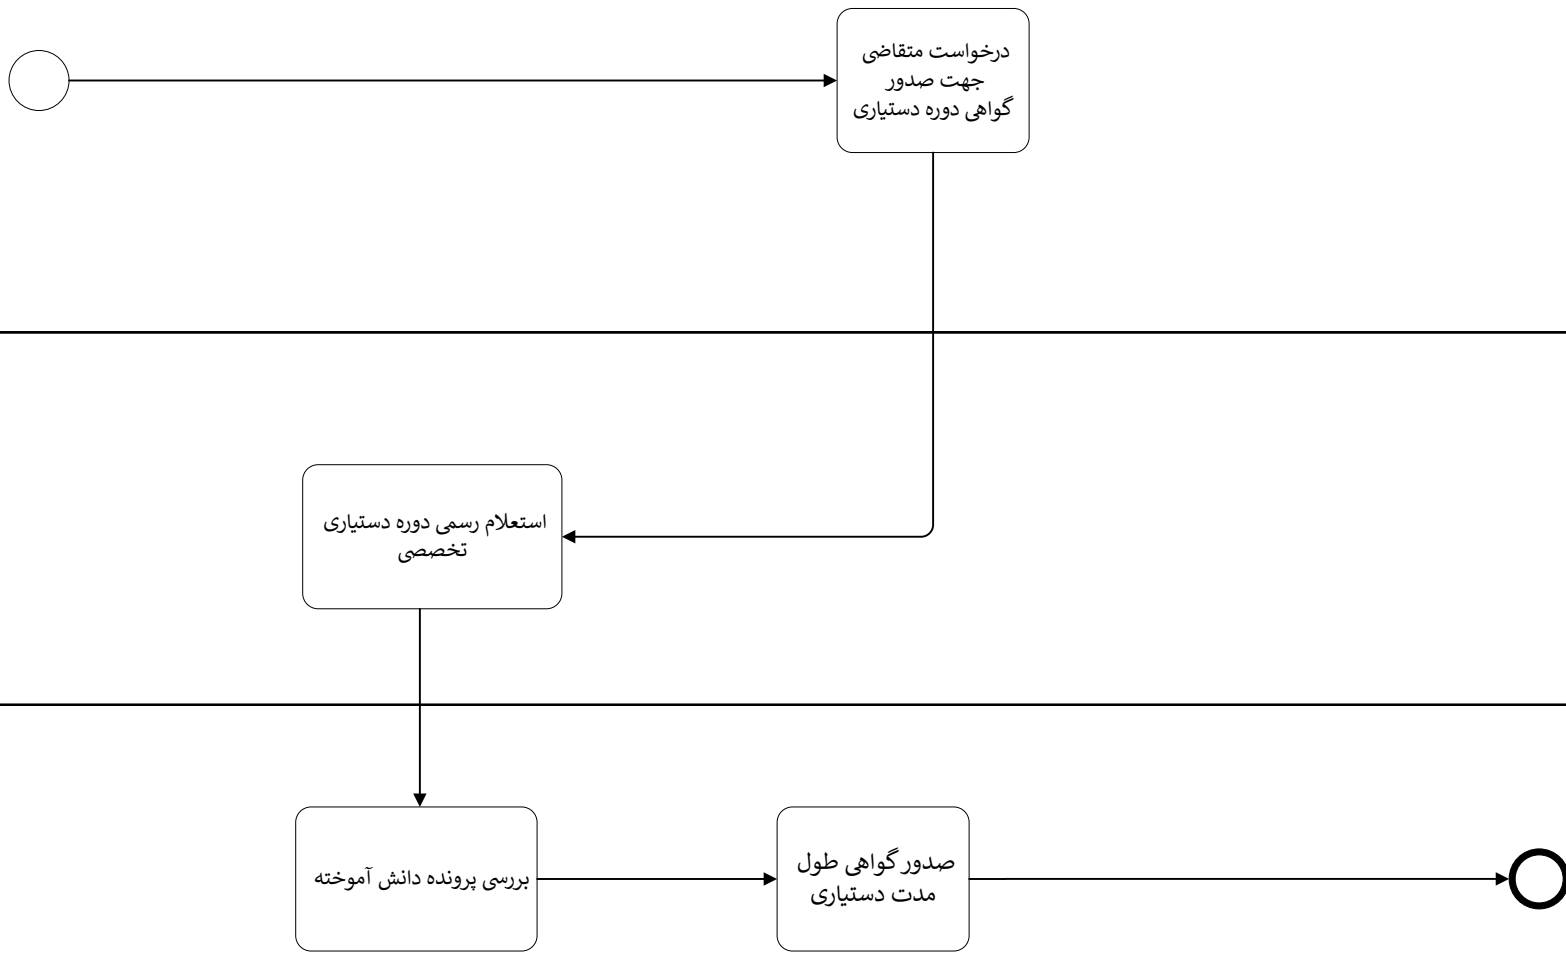 درخواست متقاضی
جهت صدور
گواهی دوره دستیاری
استعلام رسمی دوره دستیاری
تخصصی
بررسی پرونده دانش آموخته
صدور گواهی طول
مدت دستیاری